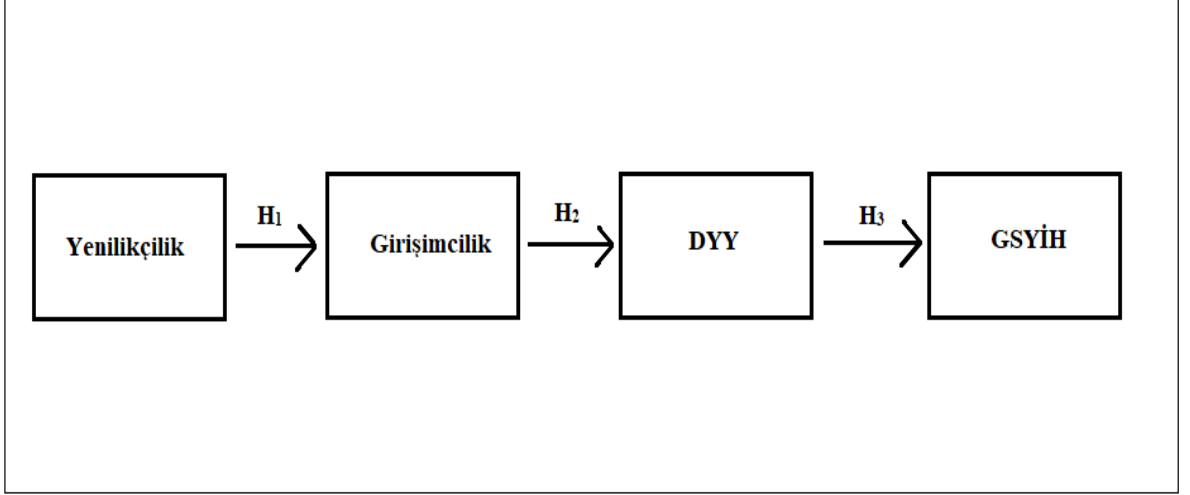 Yenilikçilik
H₁
Girişimcilik
H₂
DYY
H₃
GSYİH